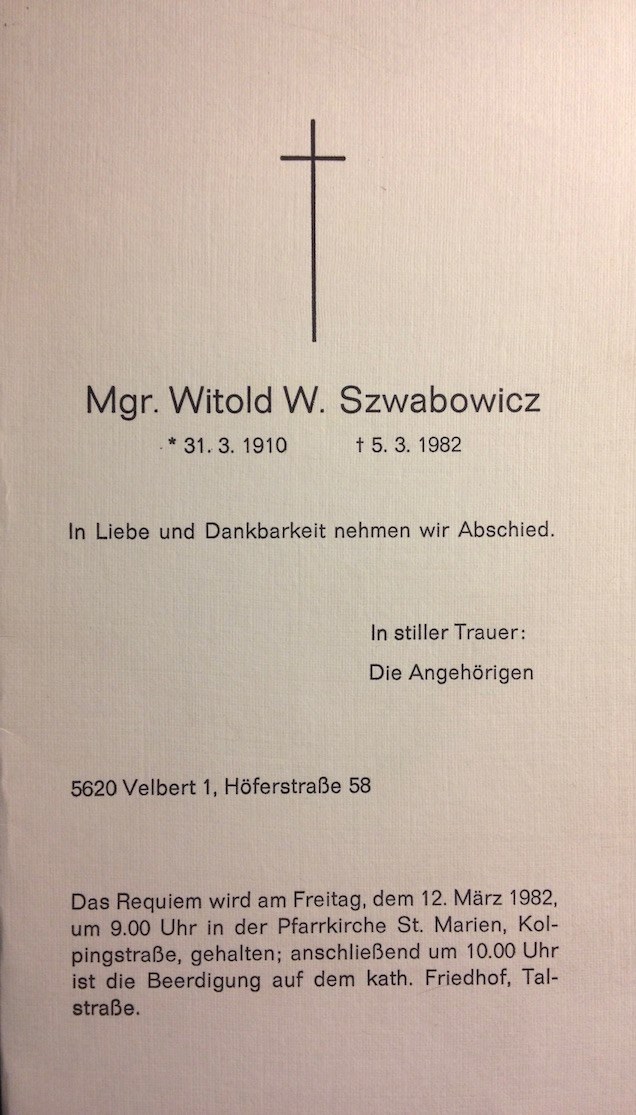 Mgr. Witold W. Szwabowicz
* 31. 3. 1910 † 5. 3. 1982
In Liebe und Dankbarkeit nehmen wir Abschied.
In stiller Trauer:
Die Angehörigen
5620 Velbert 1, Höferstraße 58
Das Requiem wird am Freitag, dem 12. März 1982,
um 9.00 Uhr in der Pfarrkirche St. Marien, Kol-
pingstraße, gehalten; anschließend um 10.00 Uhr
ist die Beerdigung auf dem kath. Friedhof, Tal-
straße.